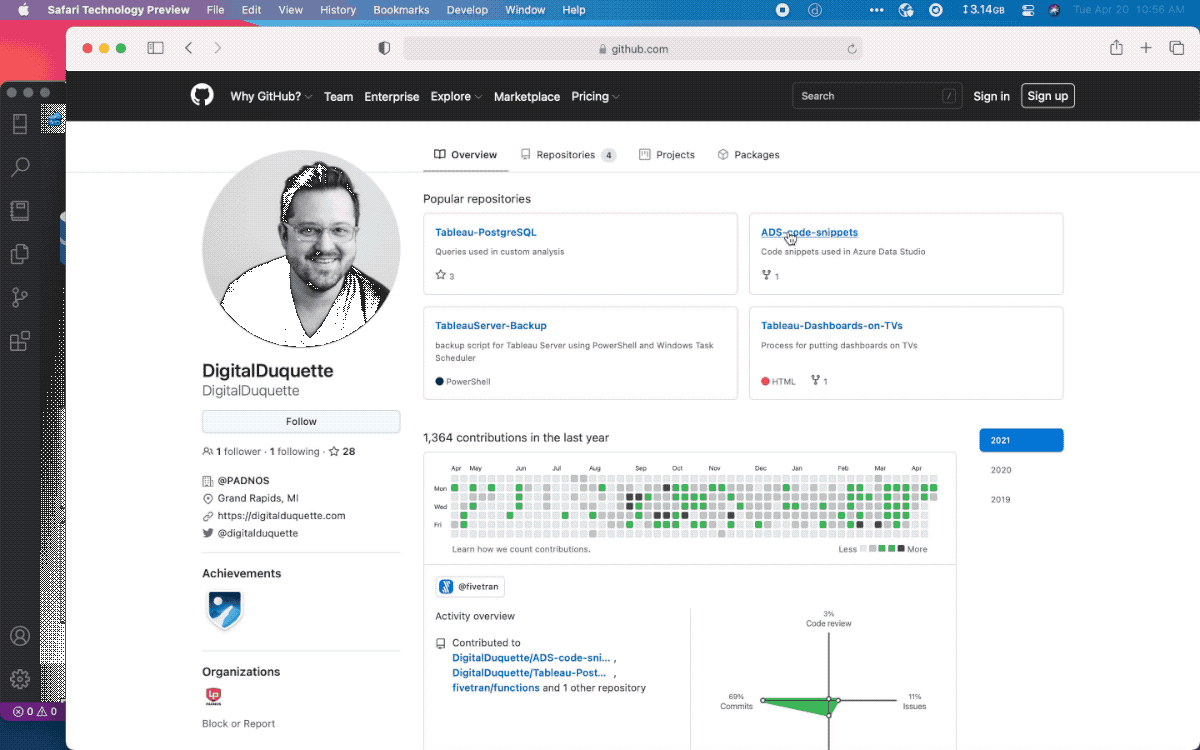 Safari Technology Preview File Edit View History Bookmarks Develop Window Help 3.14GB Tue Apr 20 10:56 AM
github.com
Why GitHub? Team Enterprise Explore Marketplace Pricing Search / Sign in Sign up
Overview Repositories 4 Projects Packages
Popular repositories
Tableau-PostgreSQL
Queries used in custom analysis
3
ADS-code-snippets
Code snippets used in Azure Data Studio
1
TableauServer-Backup
backup script for Tableau Server using PowerShell and Windows Task
Scheduler
PowerShell
Tableau-Dashboards-on-TVs
Process for putting dashboards on TVs
HTML 1
DigitalDuquette
DigitalDuquette
Follow
1 follower · 1 following · 28
@PADNOS
Grand Rapids, MI
https://digitalduquette.com
@digitalduquette
Achievements
Organizations
PADNOS
Block or Report
1,364 contributions in the last year
2021
2020
2019
Apr May Jun Jul Aug Sep Oct Nov Dec Jan Feb Mar Apr
Mon
Wed
Fri
Learn how we count contributions. Less More
@fivetran
Activity overview
Contributed to
DigitalDuquette/ADS-code-sni... ,
DigitalDuquette/Tableau-Post... ,
fivetran/functions and 1 other repository
3%
Code review
69%
Commits
11%
Issues
0 0